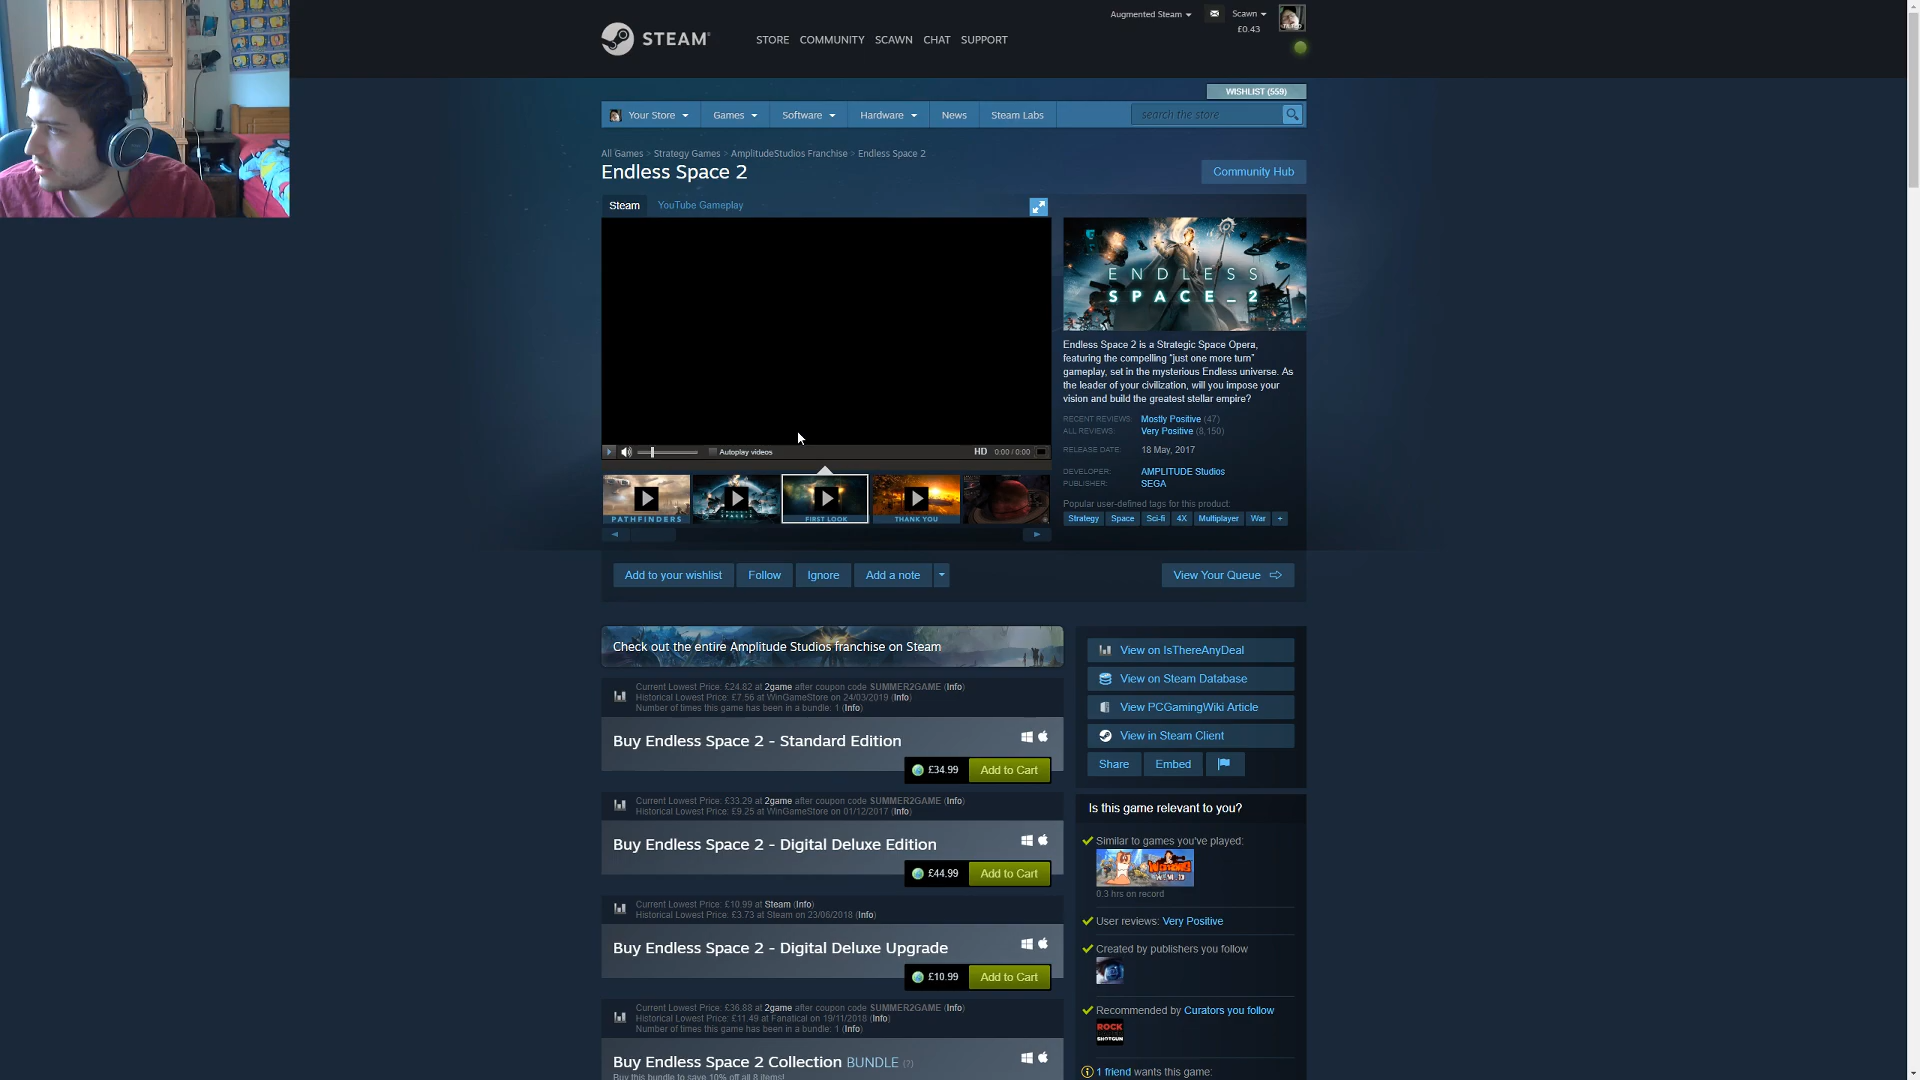 Augmented Steam
Scawn
£0.43
STEAM
STORE COMMUNITY SCAWN CHAT SUPPORT
WISHLIST (559)
Your Store Games Software Hardware News Steam Labs
search the store
All Games > Strategy Games > AmplitudeStudios Franchise > Endless Space 2
Endless Space 2
Community Hub
Steam YouTube Gameplay
ENDLESS
SPACE_2
Endless Space 2 is a Strategic Space Opera,
featuring the compelling "just one more turn"
gameplay, set in the mysterious Endless universe. As
the leader of your civilization, will you impose your
vision and build the greatest stellar empire?
RECENT REVIEWS: Mostly Positive (47)
ALL REVIEWS: Very Positive (8,150)
RELEASE DATE: 18 May, 2017
DEVELOPER: AMPLITUDE Studios
PUBLISHER: SEGA
Popular user-defined tags for this product:
Strategy Space Sci-fi 4X Multiplayer War +
Autoplay videos
HD 0:00 / 0:00
PATHFINDERS
FIRST LOOK
THANK YOU
Add to your wishlist Follow Ignore Add a note
View Your Queue
Check out the entire Amplitude Studios franchise on Steam
Current Lowest Price: £24.82 at 2game after coupon code SUMMER2GAME (Info)
Historical Lowest Price: £7.56 at WinGameStore on 24/03/2019 (Info)
Number of times this game has been in a bundle: 1 (Info)
Buy Endless Space 2 - Standard Edition
£34.99 Add to Cart
Current Lowest Price: £33.29 at 2game after coupon code SUMMER2GAME (Info)
Historical Lowest Price: £9.25 at WinGameStore on 01/12/2017 (Info)
Buy Endless Space 2 - Digital Deluxe Edition
£44.99 Add to Cart
Current Lowest Price: £10.99 at Steam (Info)
Historical Lowest Price: £3.73 at Steam on 23/06/2018 (Info)
Buy Endless Space 2 - Digital Deluxe Upgrade
£10.99 Add to Cart
Current Lowest Price: £36.88 at 2game after coupon code SUMMER2GAME (Info)
Historical Lowest Price: £11.49 at Fanatical on 19/11/2018 (Info)
Number of times this game has been in a bundle: 1 (Info)
Buy Endless Space 2 Collection BUNDLE (?)
Buy this bundle to save 10% off all 8 items!
View on IsThereAnyDeal
View on Steam Database
View PCGamingWiki Article
View in Steam Client
Share Embed
Is this game relevant to you?
Similar to games you've played:
WORMS
W.M.D
0.3 hrs on record
User reviews: Very Positive
Created by publishers you follow
Recommended by Curators you follow
ROCK
SHOTGUN
1 friend wants this game: